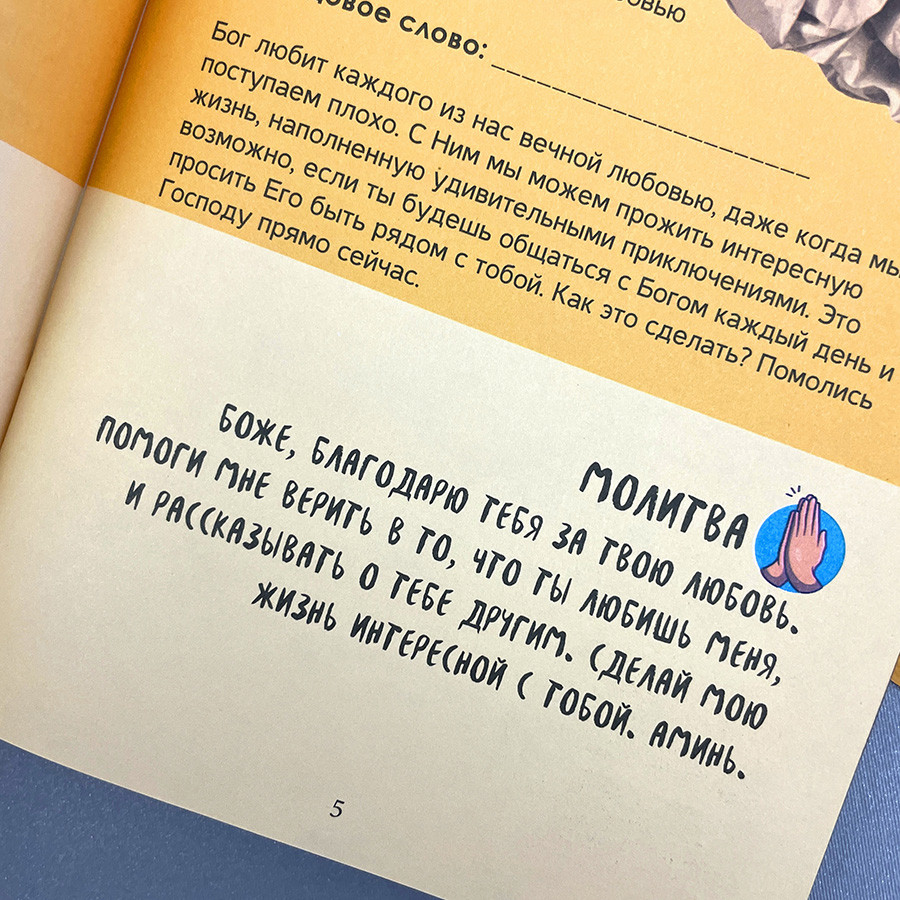 слово:
Бог любит каждого из нас вечной любовью, даже когда мы
поступаем плохо. С Ним мы можем прожить интересную
жизнь, наполненную удивительными приключениями. Это
возможно, если ты будешь общаться с Богом каждый день и
просить Его быть рядом с тобой. Как это сделать? Помолись
Господу прямо сейчас.
МОЛИТВА
БОЖЕ, БЛАГОДАРЮ ТЕБЯ ЗА ТВОЮ ЛЮБОВЬ.
ПОМОГИ МНЕ ВЕРИТЬ В ТО, ЧТО ТЫ ЛЮБИШЬ МЕНЯ,
И РАССКАЗЫВАТЬ О ТЕБЕ ДРУГИМ. СДЕЛАЙ МОЮ
ЖИЗНЬ ИНТЕРЕСНОЙ С ТОБОЙ. АМИНЬ.
5